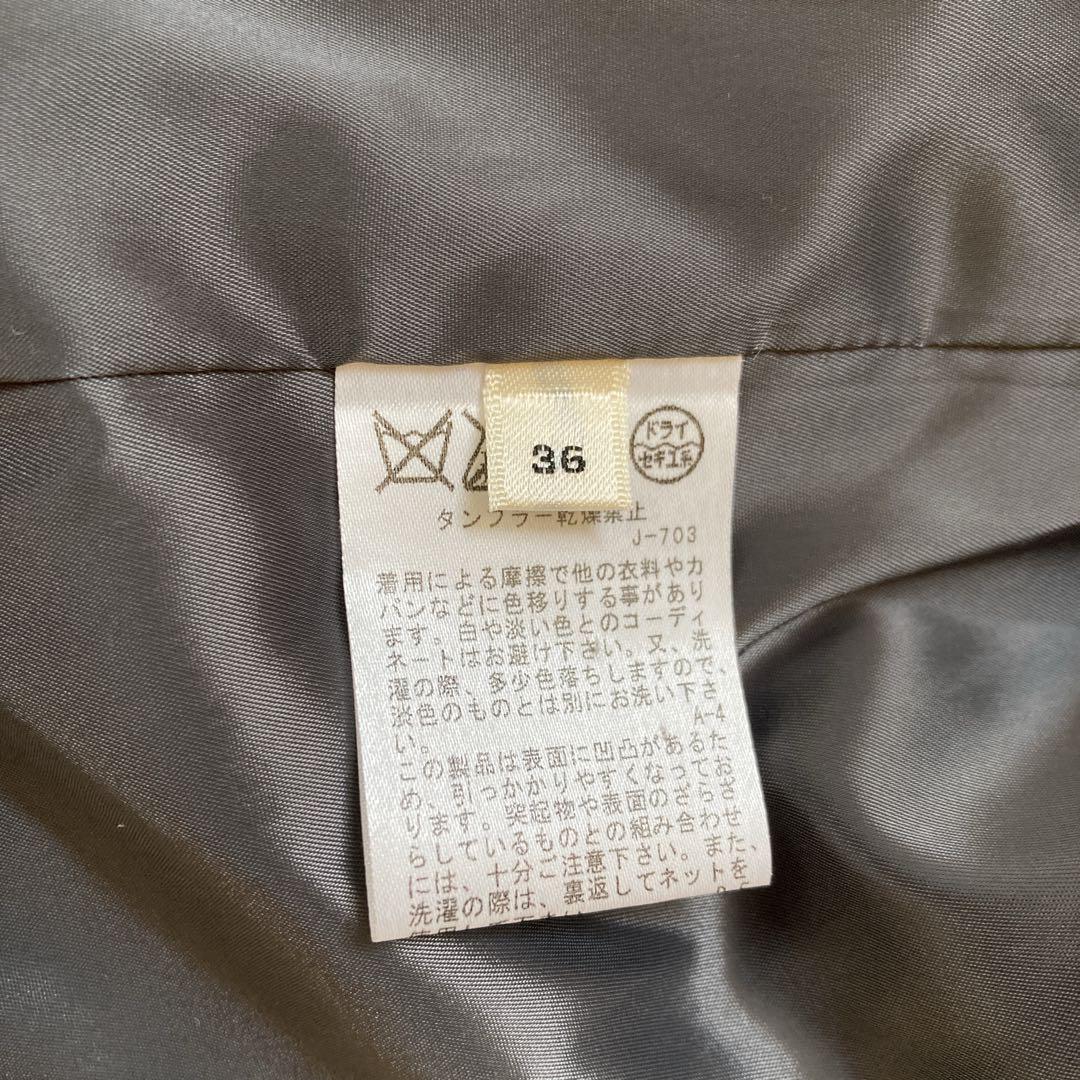 36
ドライ
セキユ系
タンブラー乾燥禁止
J-703
着用による摩擦で他の衣料やカ
バンなどに色移りする事があり
ます。白や淡い色とのコーディ
ネートはお避け下さい。又、洗
濯の際、多少色落ちしますので、
淡色のものとは別にお洗い下さ
い。
A-4
この製品は表面に凹凸があるた
め、引っかかりやすくなってお
ります。突起物や表面のざらざ
らしているものとの組み合わせ
には、十分ご注意下さい。また、
洗濯の際は、裏返してネットを